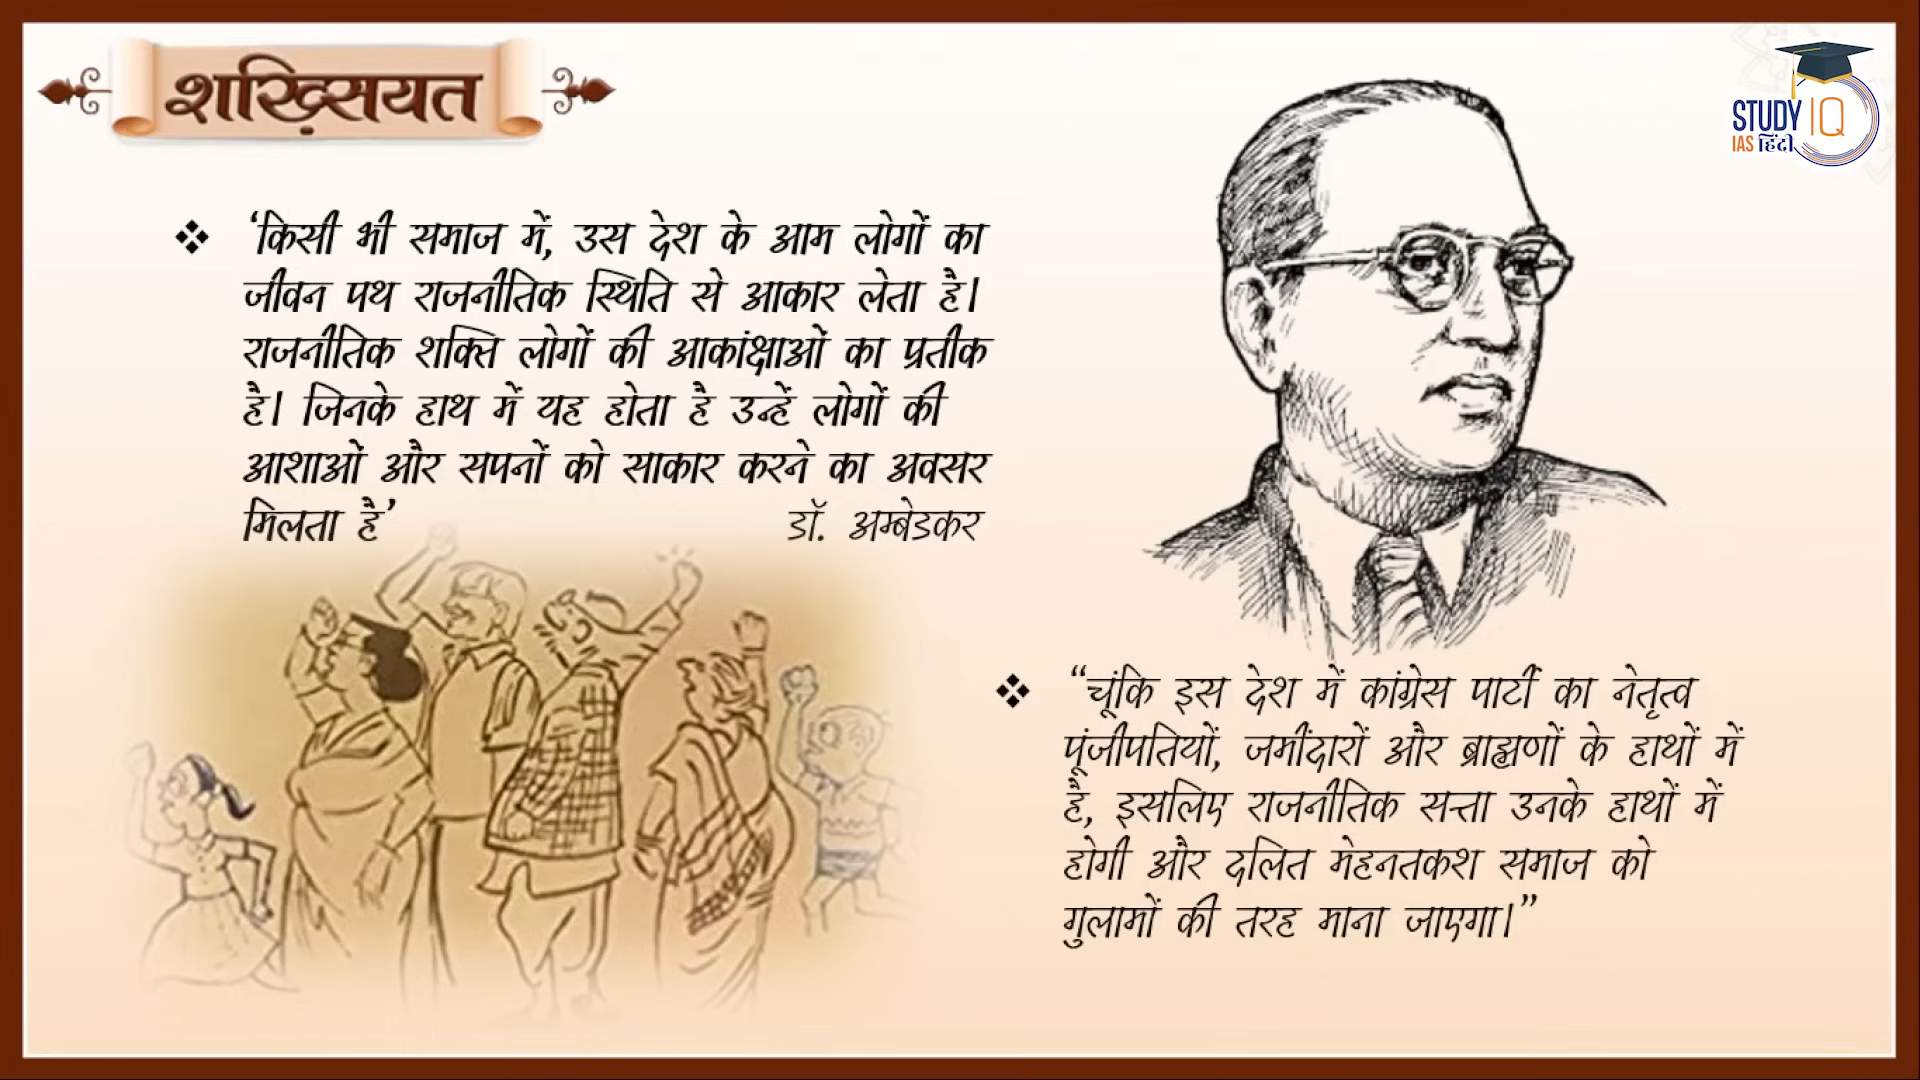 शख़्सियत
STUDY IQ
IAS हिंदी
❖ ‘किसी भी समाज में, उस देश के आम लोगों का
जीवन पथ राजनीतिक स्थिति से आकार लेता है।
राजनीतिक शक्ति लोगों की आकांक्षाओं का प्रतीक
है। जिनके हाथ में यह होता है उन्हें लोगों की
आशाओं और सपनों को साकार करने का अवसर
मिलता है’ डॉ. अम्बेडकर
❖ “चूंकि इस देश में कांग्रेस पार्टी का नेतृत्व
पूंजीपतियों, जमींदारों और ब्राह्मणों के हाथों में
है, इसलिए राजनीतिक सत्ता उनके हाथों में
होगी और दलित मेहनतकश समाज को
गुलामों की तरह माना जाएगा।”